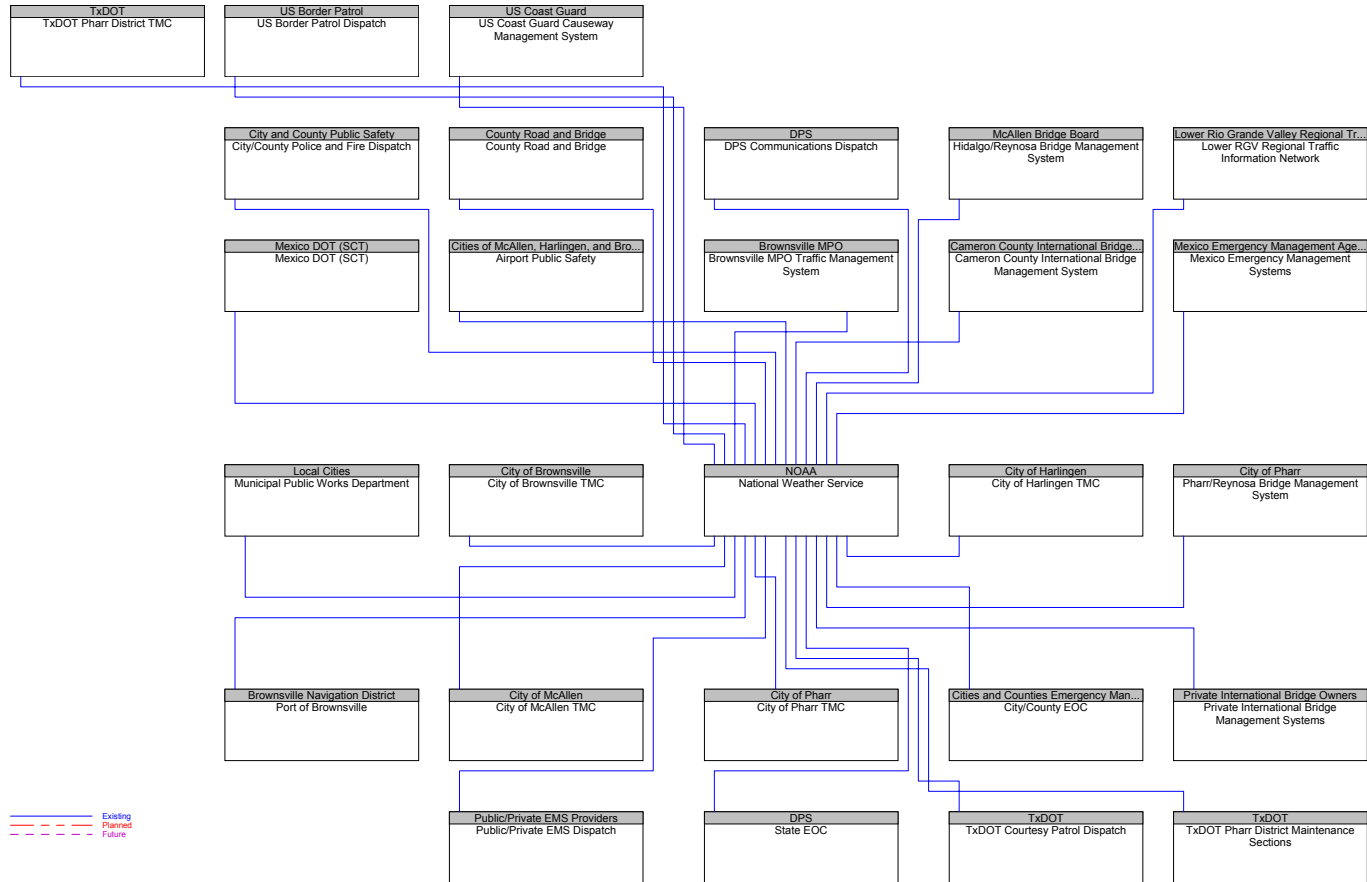 TxDOT
TxDOT Pharr District TMC
US Border Patrol
US Border Patrol Dispatch
US Coast Guard
US Coast Guard Causeway
Management System
City and County Public Safety
City/County Police and Fire Dispatch
County Road and Bridge
County Road and Bridge
DPS
DPS Communications Dispatch
McAllen Bridge Board
Hidalgo/Reynosa Bridge Management
System
Lower Rio Grande Valley Regional Tr...
Lower RGV Regional Traffic
Information Network
Mexico DOT (SCT)
Mexico DOT (SCT)
Cities of McAllen, Harlingen, and Bro...
Airport Public Safety
Brownsville MPO
Brownsville MPO Traffic Management
System
Cameron County International Bridge...
Cameron County International Bridge
Management System
Mexico Emergency Management Age...
Mexico Emergency Management
Systems
Local Cities
Municipal Public Works Department
City of Brownsville
City of Brownsville TMC
NOAA
National Weather Service
City of Harlingen
City of Harlingen TMC
City of Pharr
Pharr/Reynosa Bridge Management
System
Brownsville Navigation District
Port of Brownsville
City of McAllen
City of McAllen TMC
City of Pharr
City of Pharr TMC
Cities and Counties Emergency Man...
City/County EOC
Private International Bridge Owners
Private International Bridge
Management Systems
Public/Private EMS Providers
Public/Private EMS Dispatch
DPS
State EOC
TxDOT
TxDOT Courtesy Patrol Dispatch
TxDOT
TxDOT Pharr District Maintenance
Sections
Existing
Planned
Future